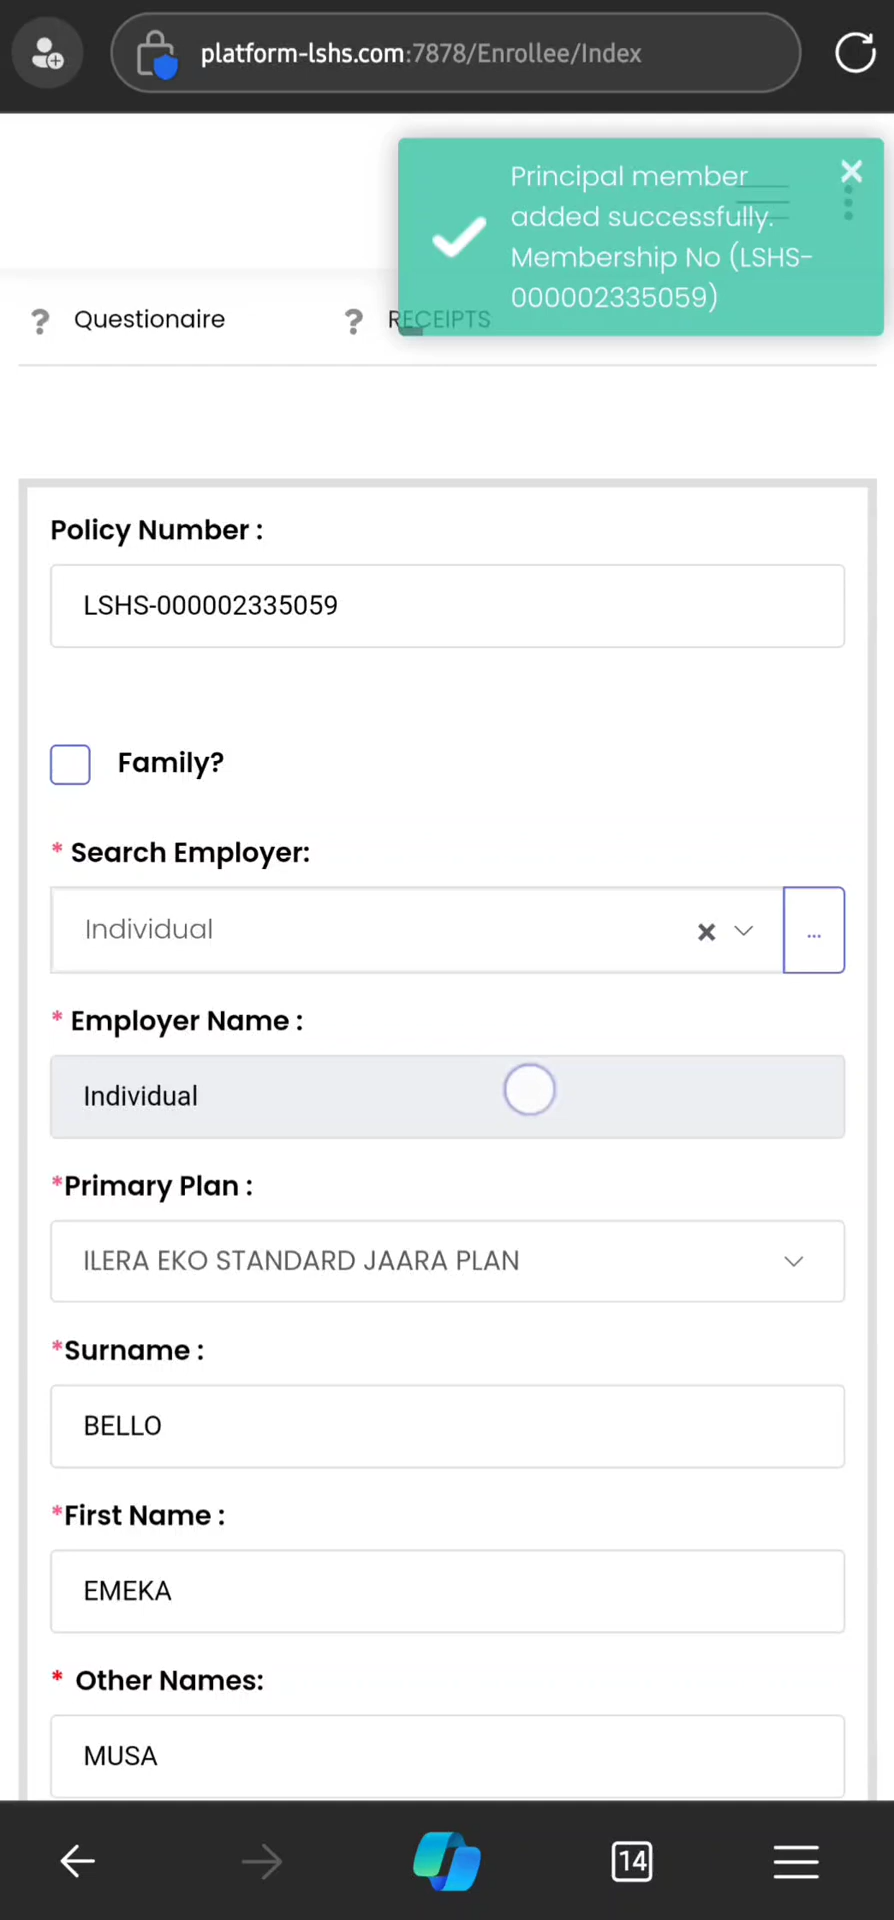 platform-lshs.com:7878/Enrollee/Index
Principal member
added successfully.
Membership No (LSHS-
000002335059)
? Questionaire
? RECEIPTS
Policy Number :
LSHS-000002335059
Family?
* Search Employer:
Individual
...
* Employer Name :
Individual
*Primary Plan :
ILERA EKO STANDARD JAARA PLAN
*Surname :
BELLO
*First Name :
EMEKA
* Other Names:
MUSA
14